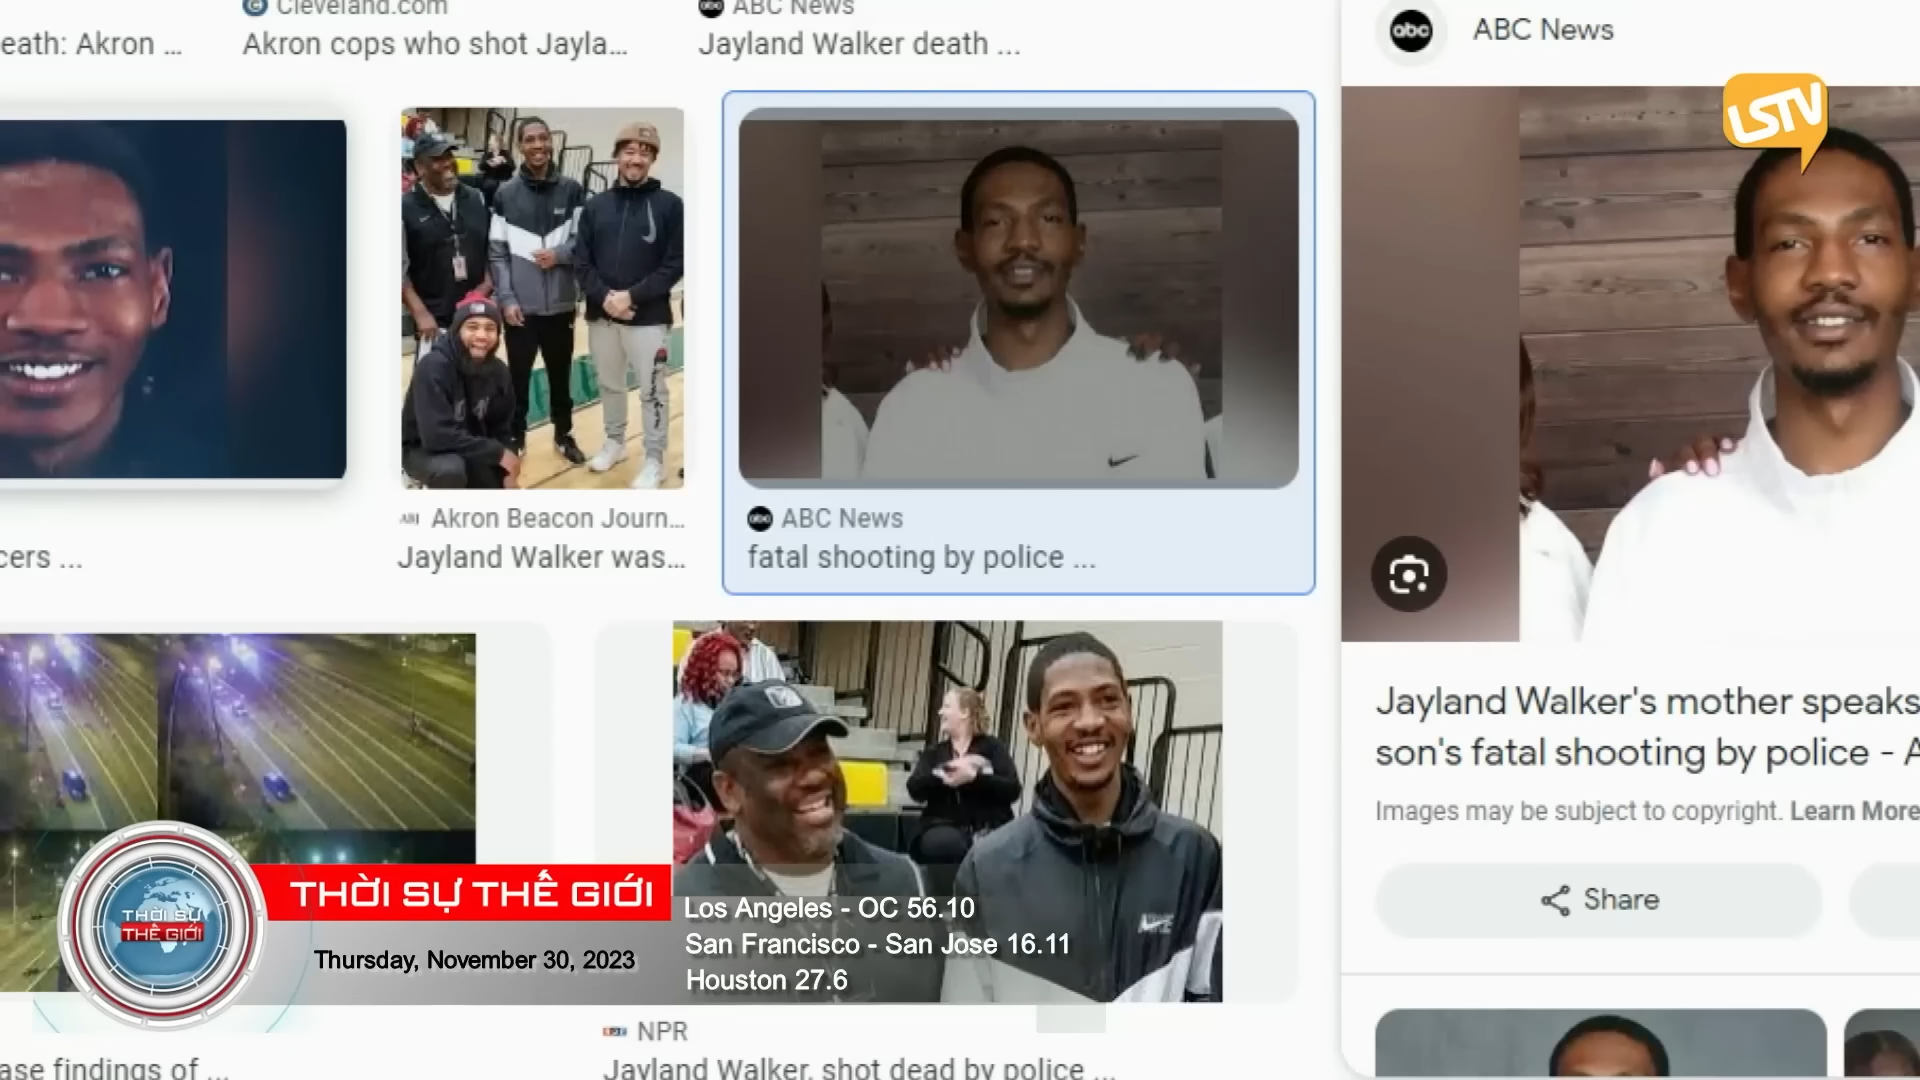 Cleveland.com
abc ABC News
eath: Akron ...
Akron cops who shot Jayla...
Jayland Walker death ...
abc ABC News
LSTV
Akron Beacon Journ...
abc ABC News
cers ...
Jayland Walker was...
fatal shooting by police ...
Jayland Walker's mother speaks
son's fatal shooting by police - A
Images may be subject to copyright. Learn More
Share
THỜI SỰ THẾ GIỚI
THỜI SỰ
THẾ GIỚI
Thursday, November 30, 2023
Los Angeles - OC 56.10
San Francisco - San Jose 16.11
Houston 27.6
NPR
ase findings of ...
Jayland Walker, shot dead by police ...